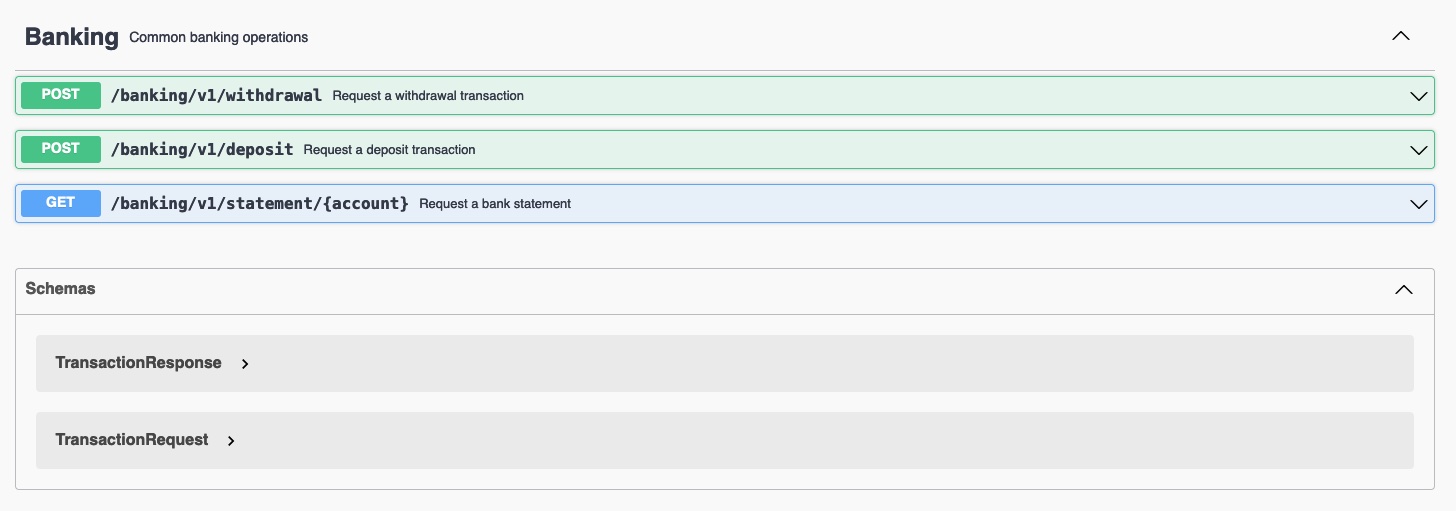 Banking Common banking operations
POST /banking/v1/withdrawal Request a withdrawal transaction
POST /banking/v1/deposit Request a deposit transaction
GET /banking/v1/statement/{account} Request a bank statement
Schemas
TransactionResponse
TransactionRequest